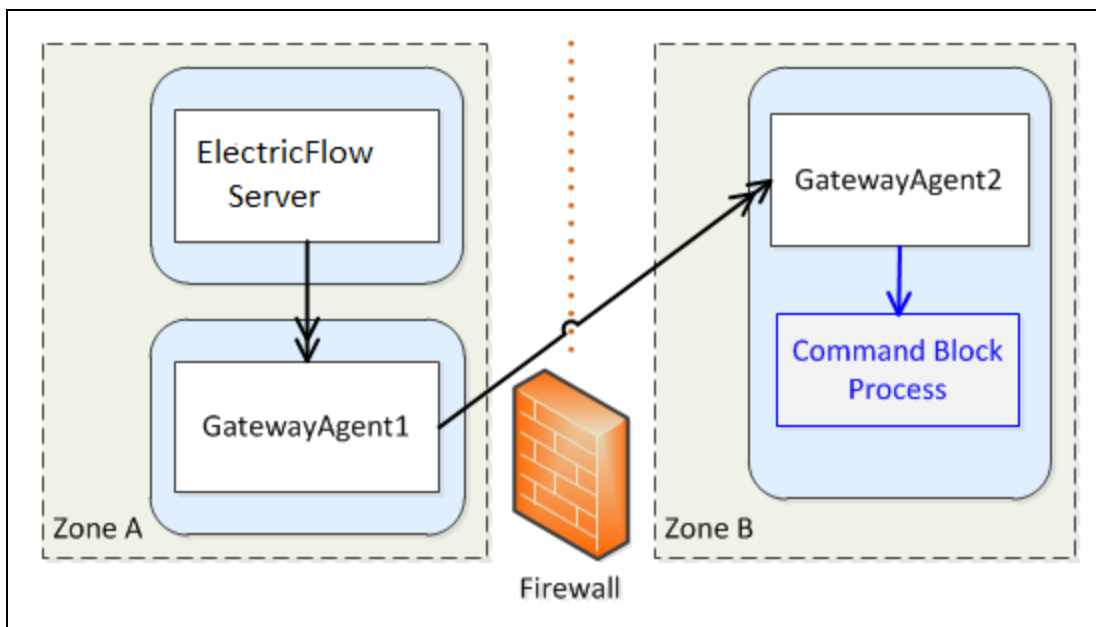 ElectricFlow
Server
GatewayAgent1
Zone A
Firewall
GatewayAgent2
Command Block
Process
Zone B